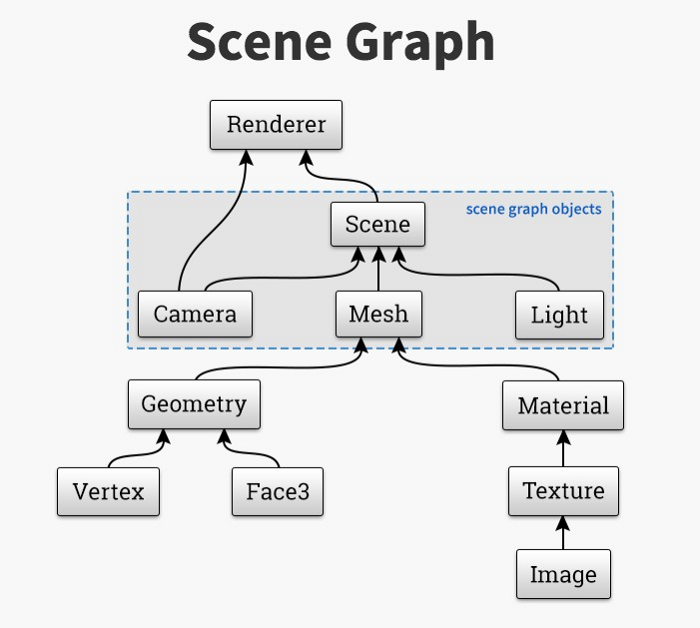 Scene Graph
Renderer
scene graph objects
Scene
Camera
Mesh
Light
Geometry
Material
Vertex
Face3
Texture
Image